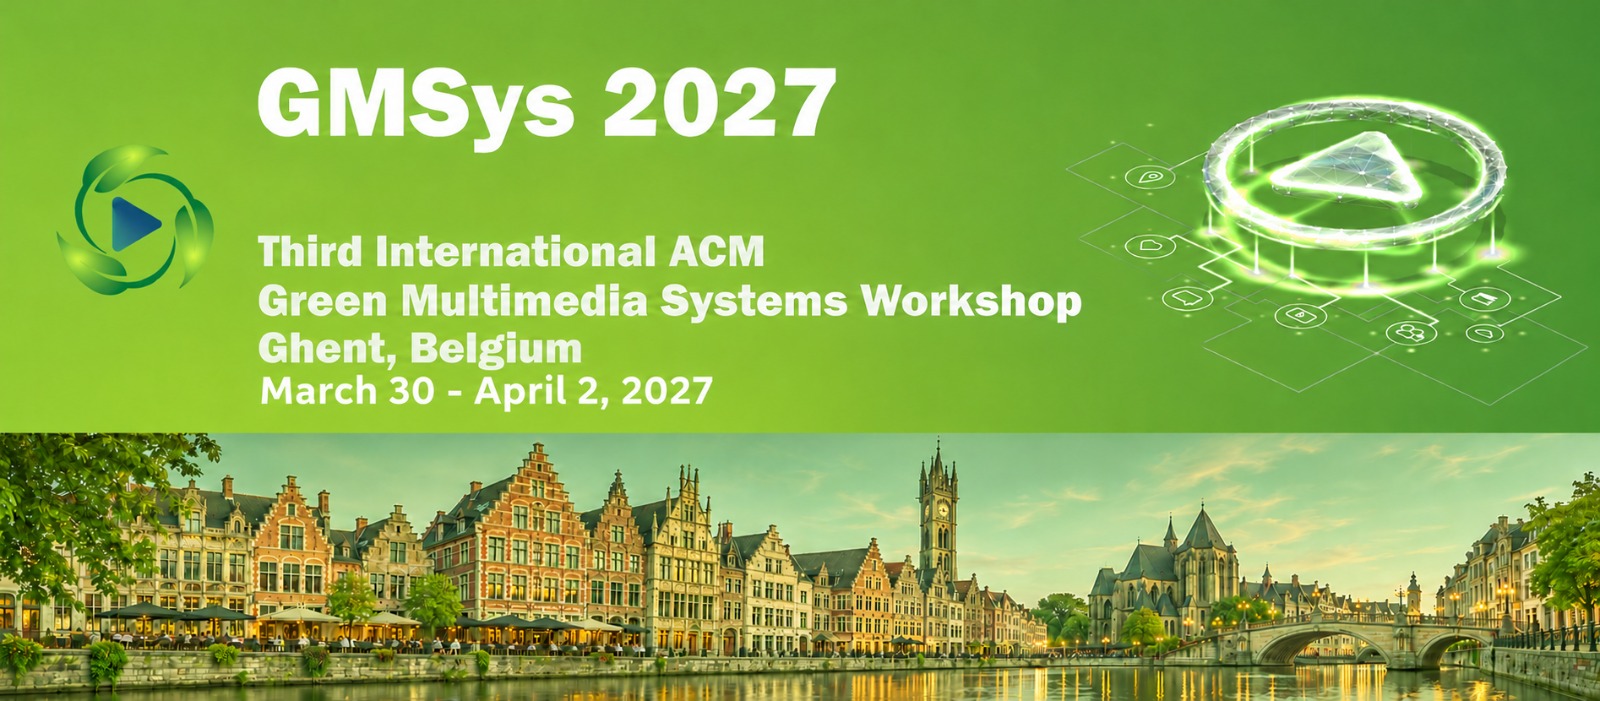 GMSys 2027
Third International ACM
Green Multimedia Systems Workshop
Ghent, Belgium
March 30 - April 2, 2027